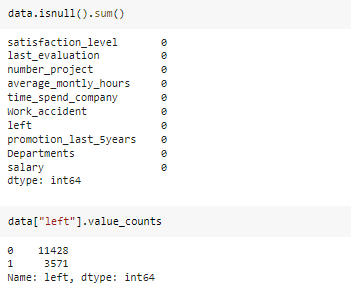 data.isnull().sum()
satisfaction_level 0
last_evaluation 0
number_project 0
average_montly_hours 0
time_spend_company 0
Work_accident 0
left 0
promotion_last_5years 0
Departments 0
salary 0
dtype: int64
data["left"].value_counts
0 11428
1 3571
Name: left, dtype: int64